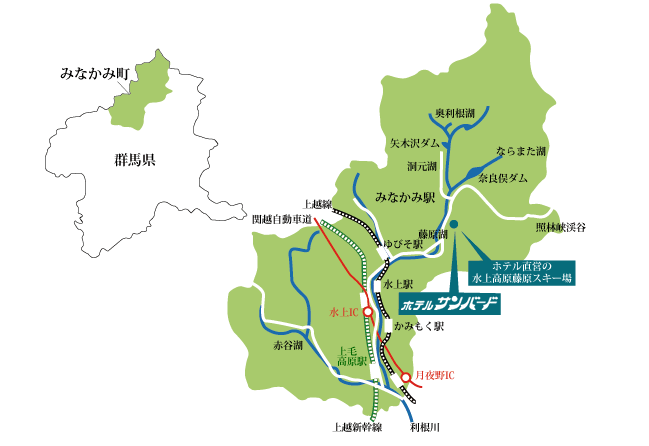 みなかみ町
群馬県
奥利根湖
矢木沢ダム
洞元湖
ならまた湖
奈良俣ダム
みなかみ駅
上越線
関越自動車道
藤原湖
照林峡渓谷
ゆびそ駅
ホテル直営の
水上高原藤原スキー場
水上駅
ホテル サンバード
水上IC
かみもく駅
赤谷湖
上毛
高原駅
月夜野IC
上越新幹線
利根川